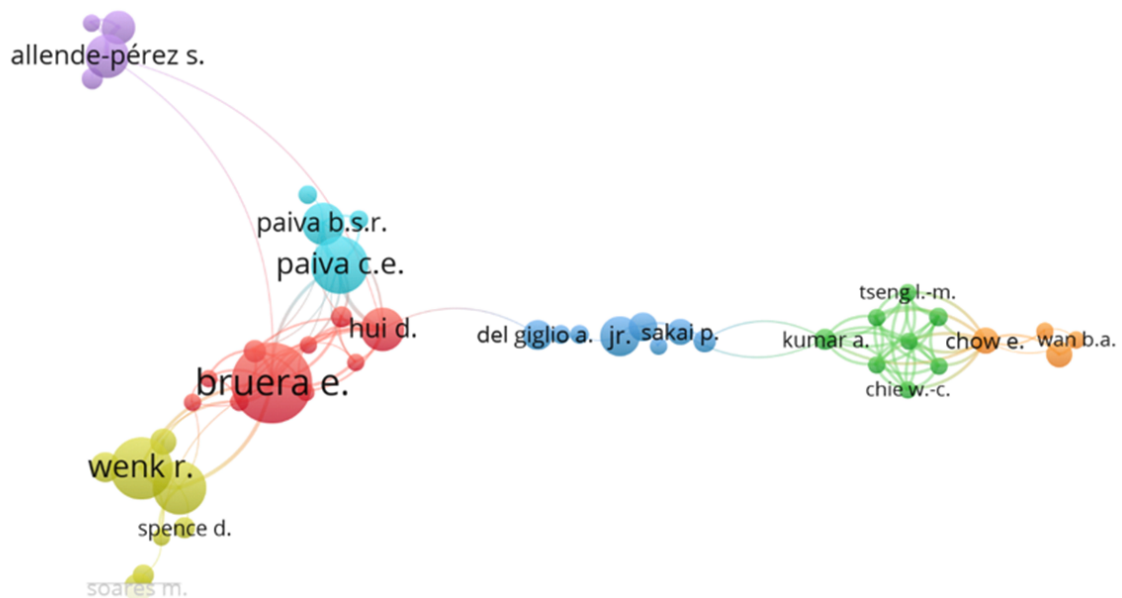 allende-pérez s.
paiva b.s.r.
paiva c.e.
hui d.
bruera e.
wenk r.
spence d.
soares m.
del giglio a.
jr.
sakai p.
tseng l.-m.
kumar a.
chow e.
wan b.a.
chie w.-c.